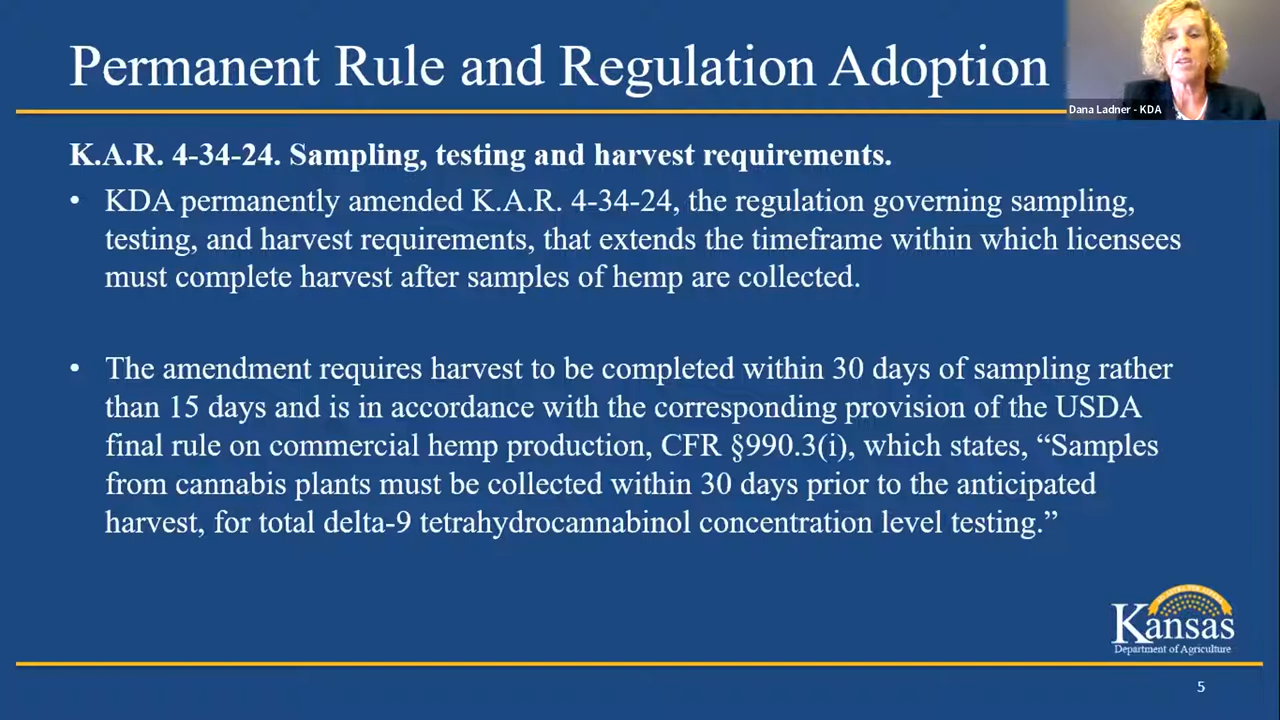 Permanent Rule and Regulation Adoption
Dana Ladner - KDA
K.A.R. 4-34-24. Sampling, testing and harvest requirements.
• KDA permanently amended K.A.R. 4-34-24, the regulation governing sampling,
testing, and harvest requirements, that extends the timeframe within which licensees
must complete harvest after samples of hemp are collected.
• The amendment requires harvest to be completed within 30 days of sampling rather
than 15 days and is in accordance with the corresponding provision of the USDA
final rule on commercial hemp production, CFR §990.3(i), which states, “Samples
from cannabis plants must be collected within 30 days prior to the anticipated
harvest, for total delta-9 tetrahydrocannabinol concentration level testing.”
Kansas
Department of Agriculture
5